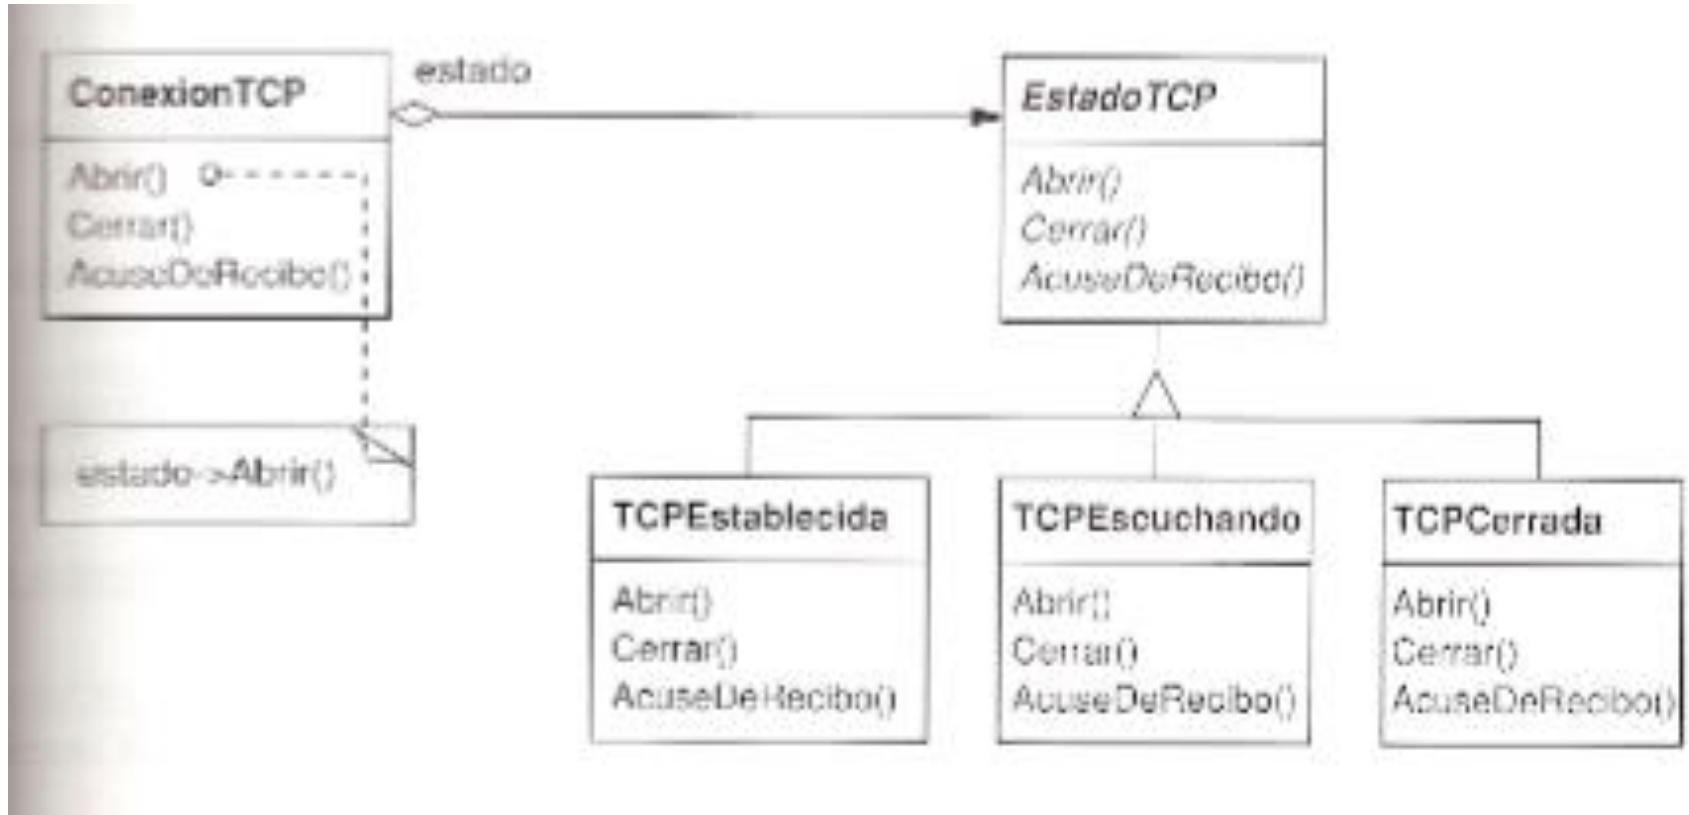 ConexionTCP
Abrir()
Cerrar()
AcuseDeRecibo()
estado
EstadoTCP
Abrir()
Cerrar()
AcuseDeRecibo()
estado->Abrir()
TCPEstablecida
Abrir()
Cerrar()
AcuseDeRecibo()
TCPEscuchando
Abrir()
Cerrar()
AcuseDeRecibo()
TCPCerrada
Abrir()
Cerrar()
AcuseDeRecibo()